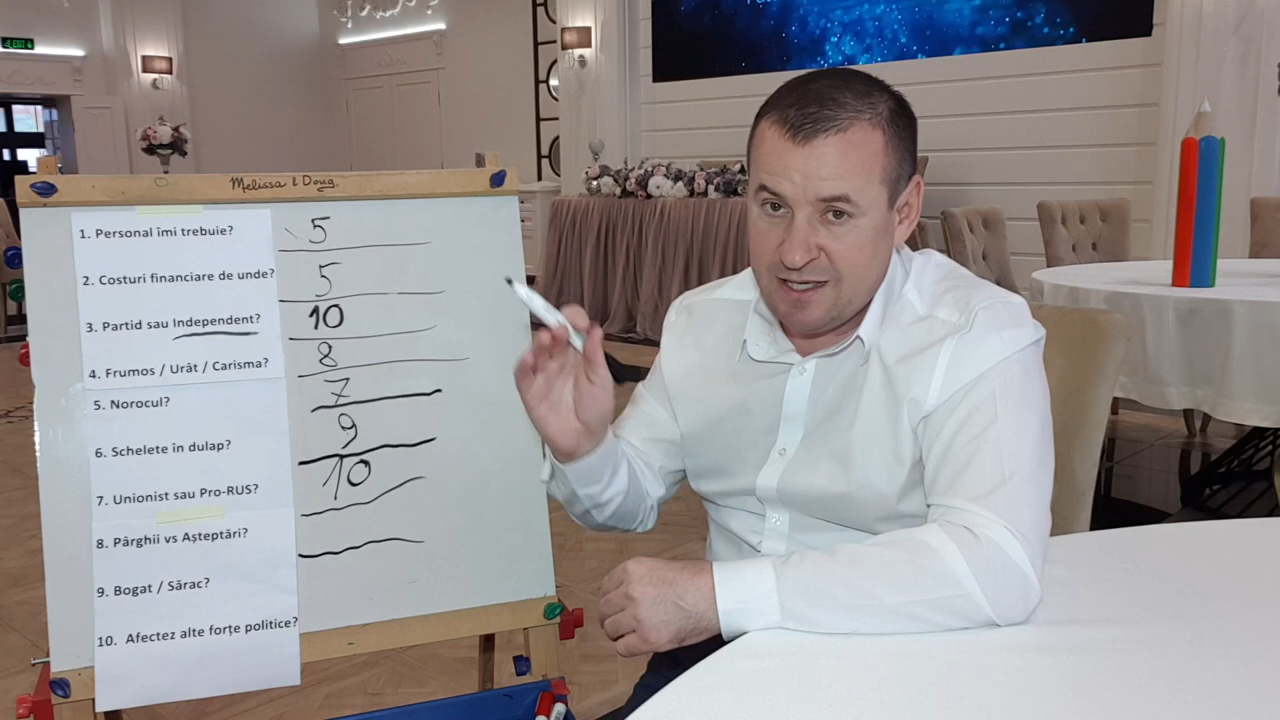 EXIT
Melissa & Doug
1. Personal îmi trebuie? 5
2. Costuri financiare de unde? 5
3. Partid sau Independent? 10
4. Frumos / Urât / Carisma? 8
5. Norocul? 7
6. Schelete în dulap? 9
7. Unionist sau Pro-RUS? 10
8. Pârghii vs Așteptări?
9. Bogat / Sărac?
10. Afectez alte forțe politice?